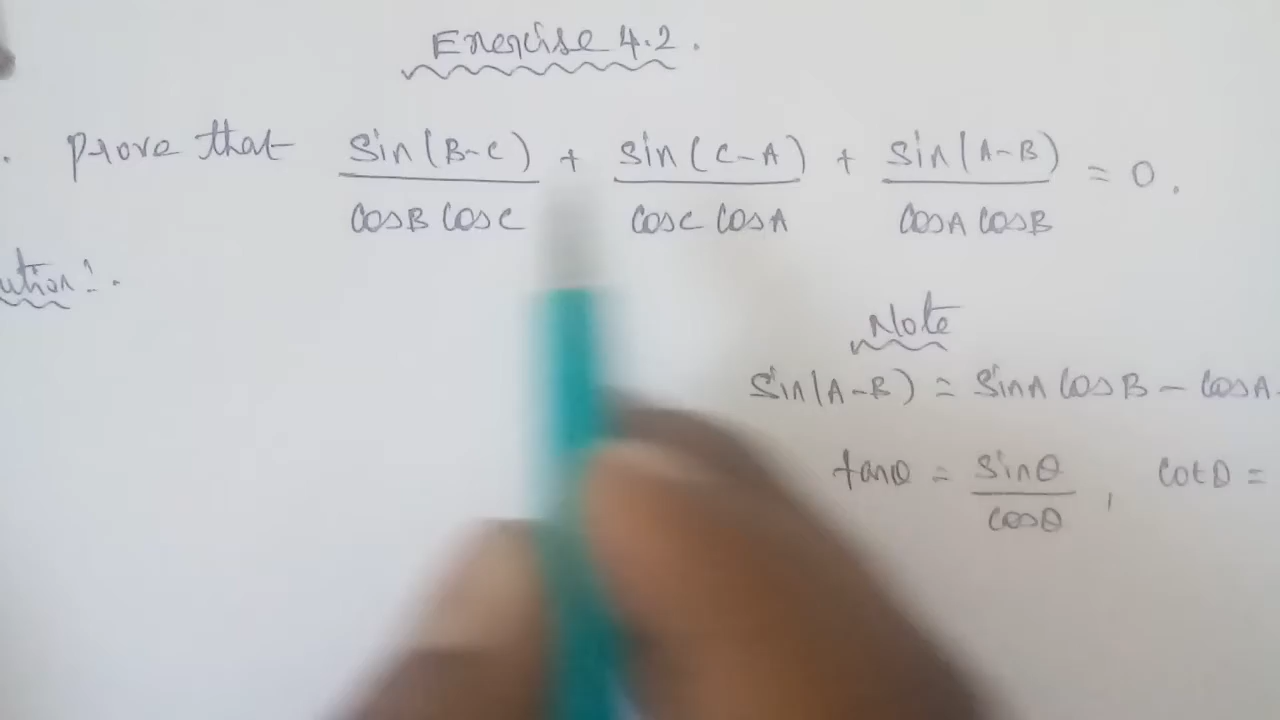 Exercise 4.2.
. Prove that sin(B-C)/cosB cosC + sin(C-A)/cosC cosA + sin(A-B)/cosA cosB = 0.
ution:.
Note
sin(A-B) = sinA cosB - cosA
tanθ = sinθ/cosθ, cotθ =